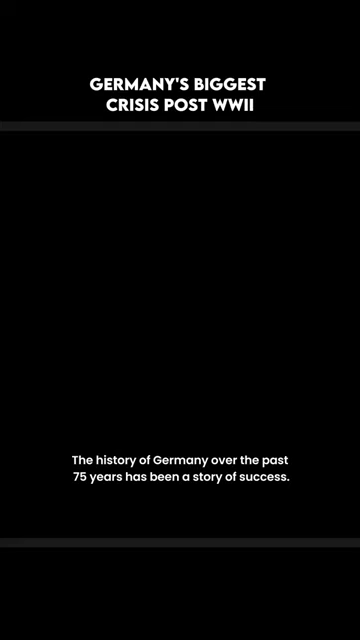 GERMANY'S BIGGEST
CRISIS POST WWII
The history of Germany over the past
75 years has been a story of success.